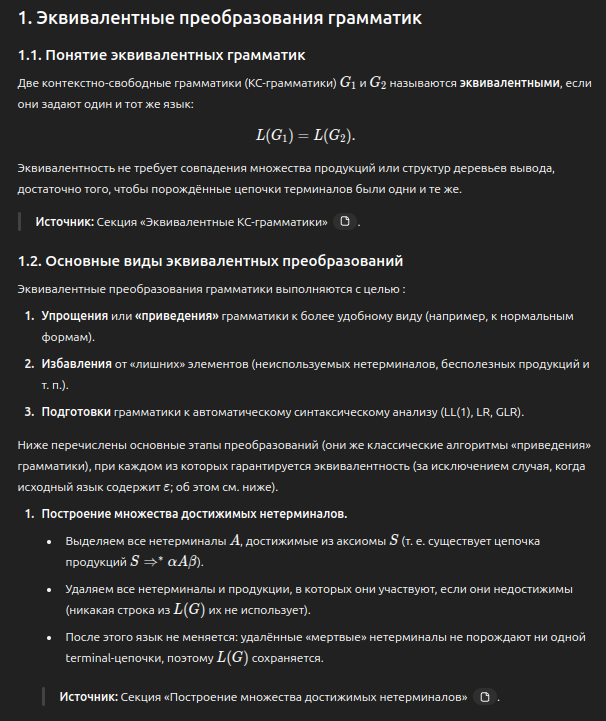 1. Эквивалентные преобразования грамматик
1.1. Понятие эквивалентных грамматик
Две контекстно-свободные грамматики (КС-грамматики) G₁ и G₂ называются эквивалентными, если
они задают один и тот же язык:
L(G₁) = L(G₂).
Эквивалентность не требует совпадения множества продукций или структур деревьев вывода,
достаточно того, чтобы порождённые цепочки терминалов были одни и те же.
Источник: Секция «Эквивалентные КС-грамматики» .
1.2. Основные виды эквивалентных преобразований
Эквивалентные преобразования грамматики выполняются с целью :
1. Упрощения или «приведения» грамматики к более удобному виду (например, к нормальным
формам).
2. Избавления от «лишних» элементов (неиспользуемых нетерминалов, бесполезных продукций и
т. п.).
3. Подготовки грамматики к автоматическому синтаксическому анализу (LL(1), LR, GLR).
Ниже перечислены основные этапы преобразований (они же классические алгоритмы «приведения»
грамматики), при каждом из которых гарантируется эквивалентность (за исключением случая, когда
исходный язык содержит ε; об этом см. ниже).
1. Построение множества достижимых нетерминалов.
• Выделяем все нетерминалы A, достижимые из аксиомы S (т. е. существует цепочка
продукций S ⇒* αAβ).
• Удаляем все нетерминалы и продукции, в которых они участвуют, если они недостижимы
(никакая строка из L(G) их не использует).
• После этого язык не меняется: удалённые «мертвые» нетерминалы не порождают ни одной
terminal-цепочки, поэтому L(G) сохраняется.
Источник: Секция «Построение множества достижимых нетерминалов» .